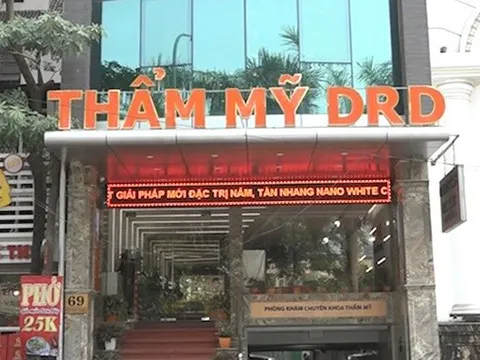 THẨM MỸ ĐRD
GIẢI PHÁP MỚI ĐẶC TRỊ NÁM, TÀN NHANG NANO WHITE C
69
PHÒNG KHÁM CHUYÊN KHOA THẨM MỸ
PHỞ
25K